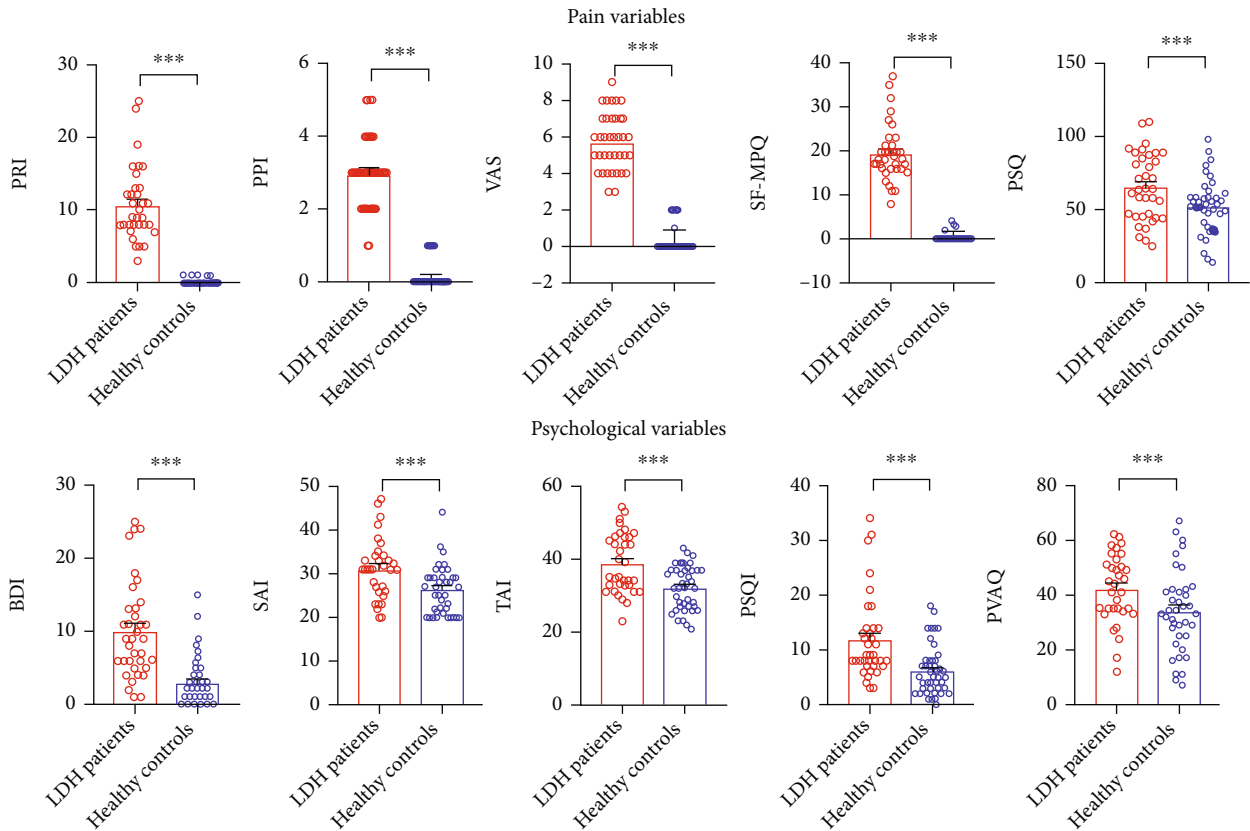 Pain variables
***
30
20
10
0
PRI
LDH patients
Healthy controls
***
6
4
2
0
PPI
LDH patients
Healthy controls
***
10
8
6
4
2
0
−2
VAS
LDH patients
Healthy controls
***
40
30
20
10
0
−10
SF-MPQ
LDH patients
Healthy controls
***
150
100
50
0
PSQ
LDH patients
Healthy controls
Psychological variables
***
30
20
10
0
BDI
LDH patients
Healthy controls
***
50
40
30
20
10
0
SAI
LDH patients
Healthy controls
***
60
40
20
0
TAI
LDH patients
Healthy controls
***
40
30
20
10
0
PSQI
LDH patients
Healthy controls
***
80
60
40
20
0
PVAQ
LDH patients
Healthy controls